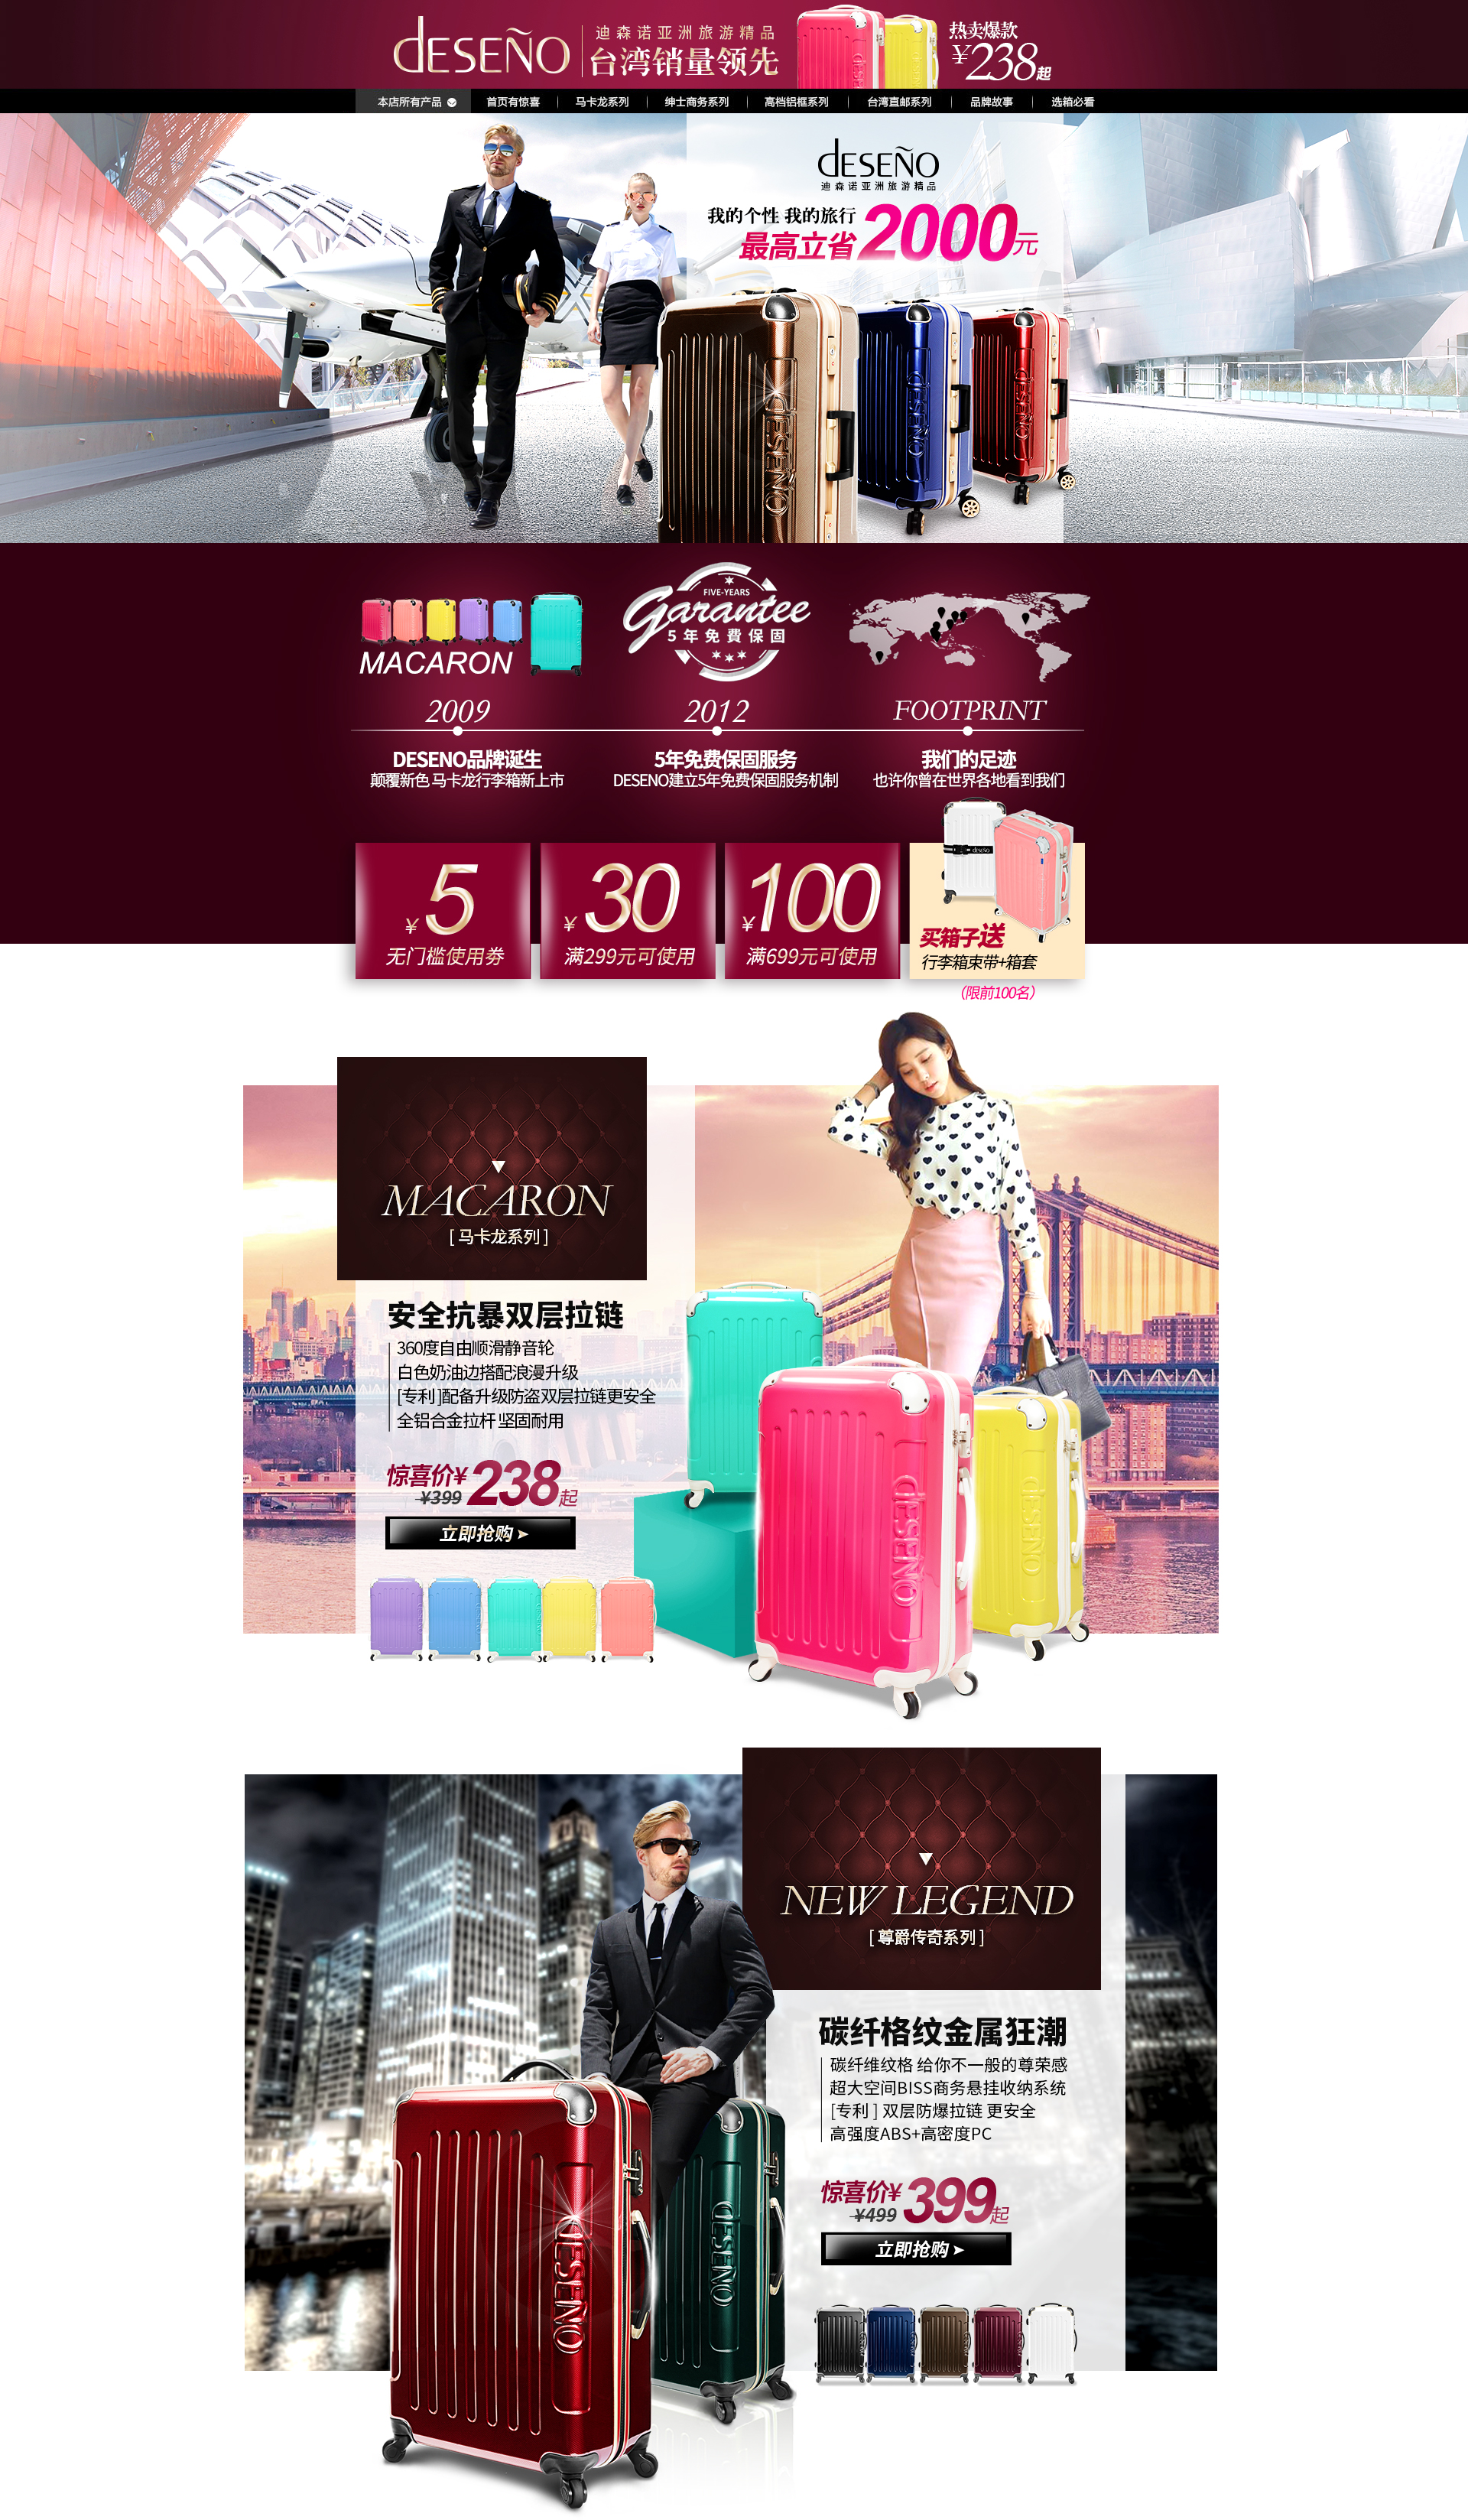 deseño
迪森诺亚洲旅游精品
台湾销量领先
deseño
热卖爆款
¥238起
本店所有产品
首页有惊喜
马卡龙系列
绅士商务系列
高档铝框系列
台湾直邮系列
品牌故事
选箱必看
deseño
迪森诺亚洲旅游精品
我的个性 我的旅行
最高立省2000元
deseño
deseño
deseño
MACARON
FIVE-YEARS
Garantee
5年免費保固
2009
2012
FOOTPRINT
DESENO品牌诞生
颠覆新色 马卡龙行李箱新上市
5年免费保固服务
DESENO建立5年免费保固服务机制
我们的足迹
也许你曾在世界各地看到我们
¥5
无门槛使用券
¥30
满299元可使用
¥100
满699元可使用
deseño
买箱子送
行李箱束带+箱套
（限前100名）
MACARON
[ 马卡龙系列 ]
安全抗暴双层拉链
360度自由顺滑静音轮
白色奶油边搭配浪漫升级
[专利 ]配备升级防盗双层拉链更安全
全铝合金拉杆 坚固耐用
惊喜价¥238起
¥399
立即抢购
deseño
deseño
NEW LEGEND
[ 尊爵传奇系列 ]
碳纤格纹金属狂潮
碳纤维纹格 给你不一般的尊荣感
超大空间BISS商务悬挂收纳系统
[专利 ] 双层防爆拉链 更安全
高强度ABS+高密度PC
惊喜价¥399起
¥499
立即抢购
deseño
deseño